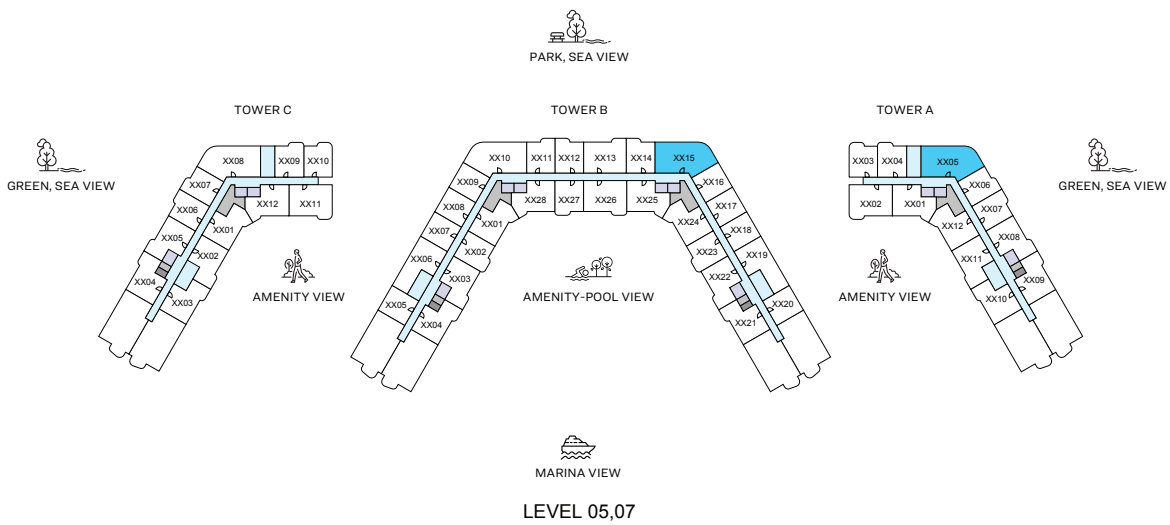 PARK, SEA VIEW
TOWER C
TOWER B
TOWER A
GREEN, SEA VIEW
GREEN, SEA VIEW
XX08
XX09
XX10
XX07
XX06
XX05
XX04
XX01
XX02
XX03
XX12
XX11
XX10
XX11
XX12
XX13
XX14
XX15
XX09
XX08
XX07
XX06
XX05
XX28
XX27
XX26
XX25
XX01
XX02
XX03
XX04
XX16
XX17
XX18
XX19
XX20
XX24
XX23
XX22
XX21
XX03
XX04
XX05
XX02
XX01
XX06
XX07
XX08
XX09
XX12
XX11
XX10
AMENITY VIEW
AMENITY-POOL VIEW
AMENITY VIEW
MARINA VIEW
LEVEL 05,07